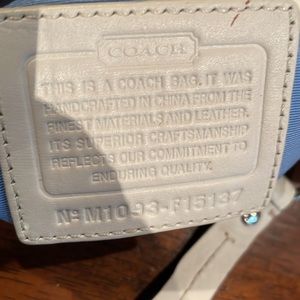 COACH
THIS IS A COACH BAG. IT WAS
HANDCRAFTED IN CHINA FROM THE
FINEST MATERIALS AND LEATHER.
ITS SUPERIOR CRAFTSMANSHIP
REFLECTS OUR COMMITMENT TO
ENDURING QUALITY.
Nº M1093-F15137